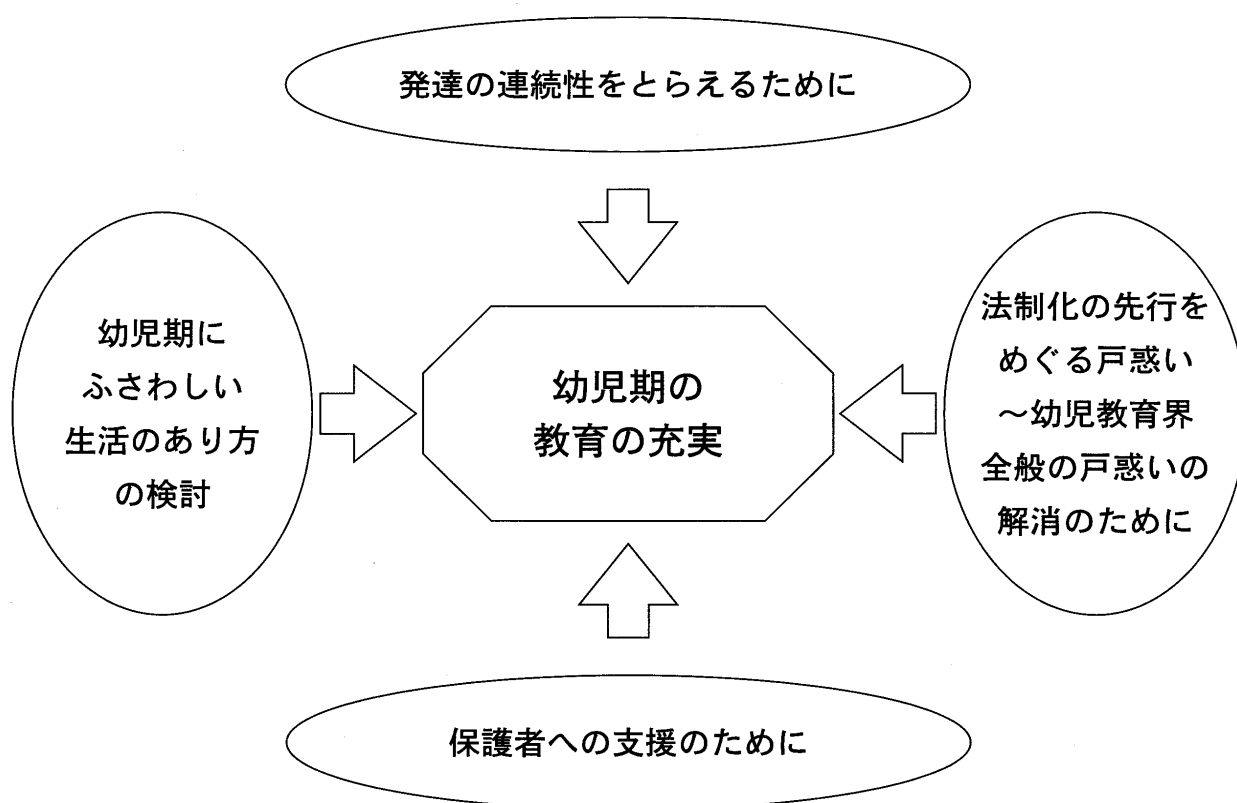 発達の連続性をとらえるために
幼児期に
ふさわしい
生活のあり方
の検討
幼児期の
教育の充実
法制化の先行を
めぐる戸惑い
～幼児教育界
全般の戸惑いの
解消のために
保護者への支援のために